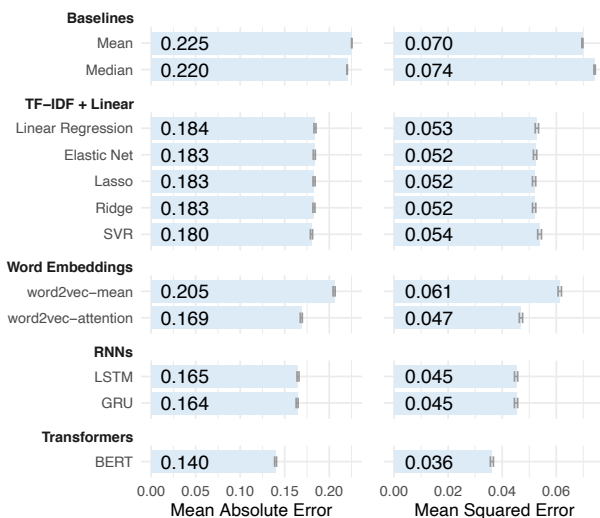 Baselines
Mean 0.225 0.070
Median 0.220 0.074
TF−IDF + Linear
Linear Regression 0.184 0.053
Elastic Net 0.183 0.052
Lasso 0.183 0.052
Ridge 0.183 0.052
SVR 0.180 0.054
Word Embeddings
word2vec−mean 0.205 0.061
word2vec−attention 0.169 0.047
RNNs
LSTM 0.165 0.045
GRU 0.164 0.045
Transformers
BERT 0.140 0.036
0.00 0.05 0.10 0.15 0.20 0.00 0.02 0.04 0.06
Mean Absolute Error Mean Squared Error